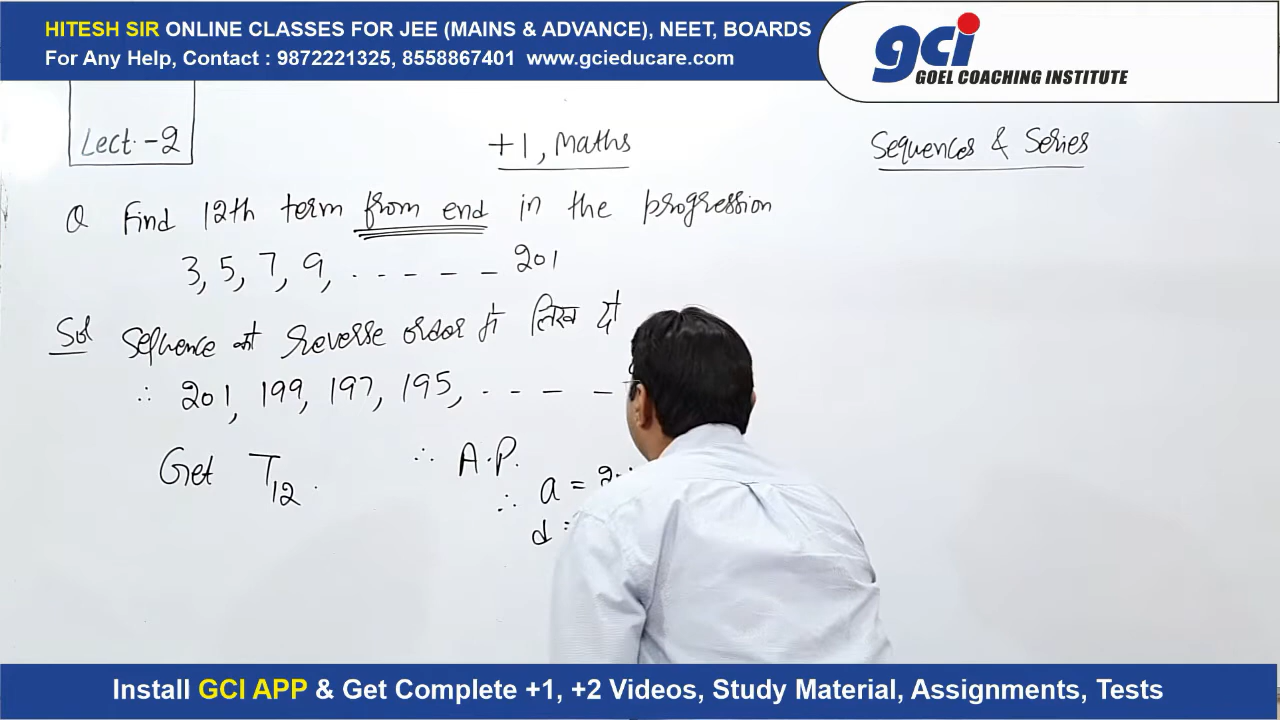 HITESH SIR ONLINE CLASSES FOR JEE (MAINS & ADVANCE), NEET, BOARDS
For Any Help, Contact : 9872221325, 8558867401 www.gcieducare.com
gci
GOEL COACHING INSTITUTE
Lect.-2
+1, Maths
Sequences & Series
Q Find 12th term from end in the progression
3, 5, 7, 9, . - - - - - 201
Sol Sequence को reverse order में लिख दो
∴ 201, 199, 197, 195, . - - - -
Get T12. ∴ A.P.
∴ a =
d =
Install GCI APP & Get Complete +1, +2 Videos, Study Material, Assignments, Tests